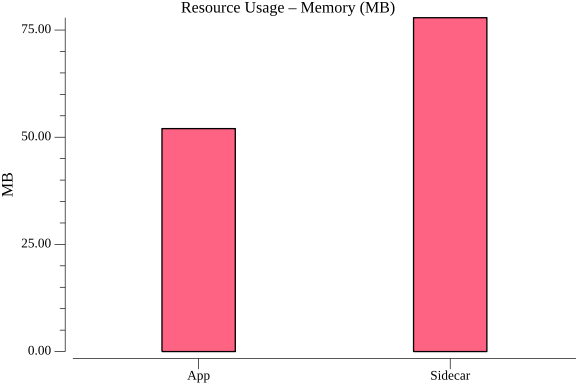 Resource Usage – Memory (MB)
75.00
50.00
25.00
0.00
MB
App
Sidecar